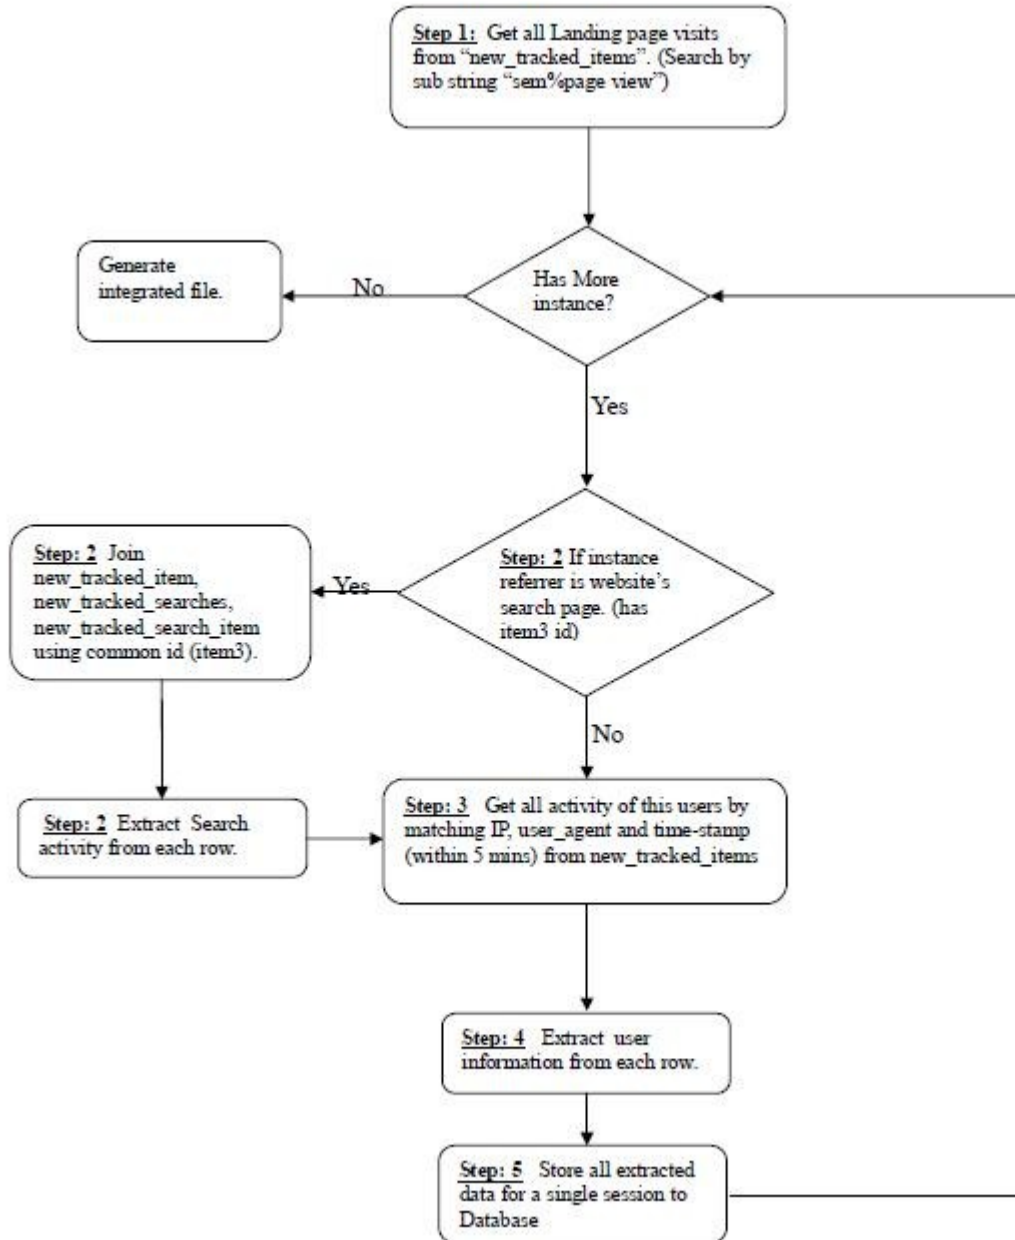 Step 1: Get all Landing page visits
from “new_tracked_items”. (Search by
sub string “sem%page view”)
Has More
instance?
No
Generate
integrated file.
Yes
Step: 2 If instance
referrer is website’s
search page. (has
item3 id)
Yes
Step: 2 Join
new_tracked_item,
new_tracked_searches,
new_tracked_search_item
using common id (item3).
No
Step: 2 Extract Search
activity from each row.
Step: 3 Get all activity of this users by
matching IP, user_agent and time-stamp
(within 5 mins) from new_tracked_items
Step: 4 Extract user
information from each row.
Step: 5 Store all extracted
data for a single session to
Database